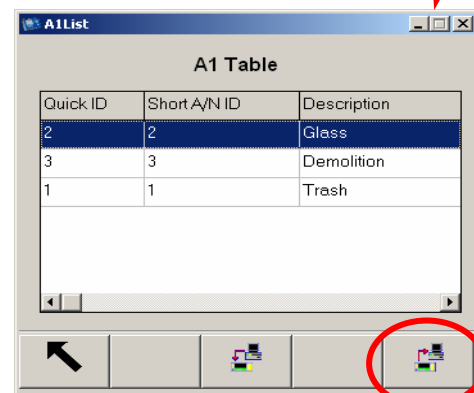 A1List
A1 Table
Quick ID Short A/N ID Description
2 2 Glass
3 3 Demolition
1 1 Trash